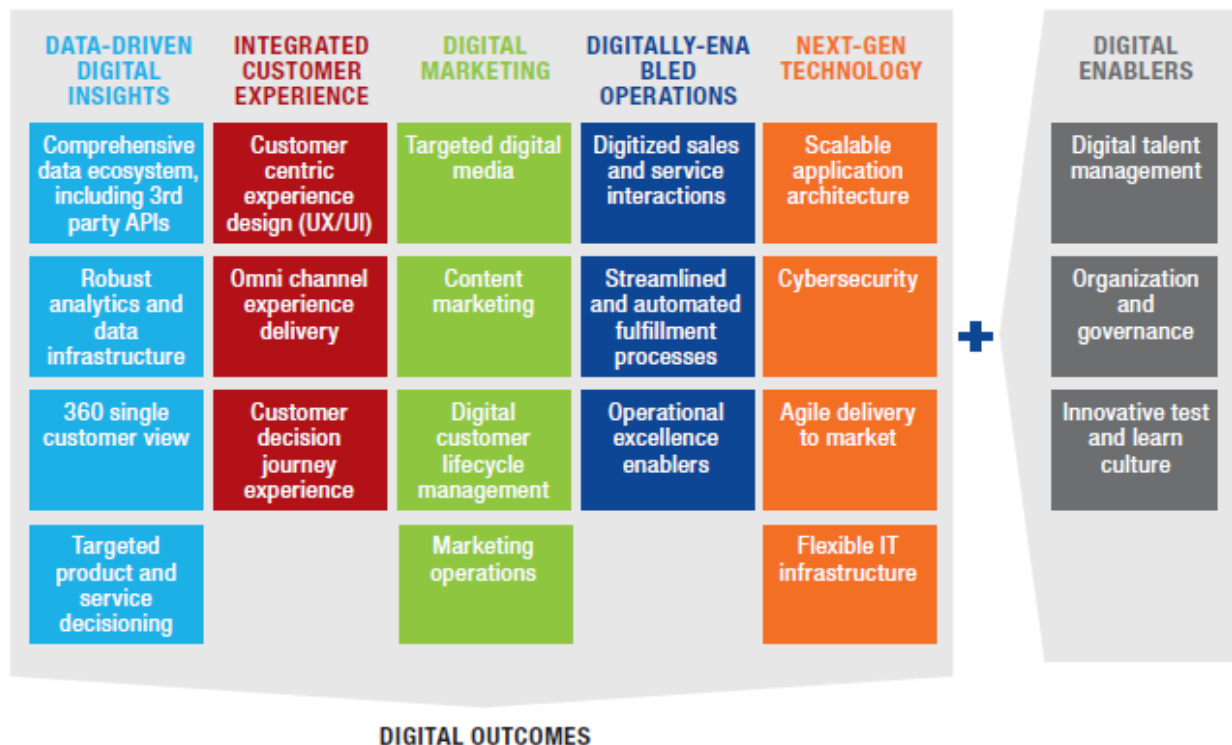 DATA-DRIVEN
DIGITAL
INSIGHTS
Comprehensive
data ecosystem,
including 3rd
party APIs
Robust
analytics and
data
infrastructure
360 single
customer view
Targeted
product and
service
decisioning
INTEGRATED
CUSTOMER
EXPERIENCE
Customer
centric
experience
design (UX/UI)
Omni channel
experience
delivery
Customer
decision
journey
experience
DIGITAL
MARKETING
Targeted digital
media
Content
marketing
Digital
customer
lifecycle
management
Marketing
operations
DIGITALLY-ENA
BLED
OPERATIONS
Digitized sales
and service
interactions
Streamlined
and automated
fulfillment
processes
Operational
excellence
enablers
NEXT-GEN
TECHNOLOGY
Scalable
application
architecture
Cybersecurity
Agile delivery
to market
Flexible IT
infrastructure
+
DIGITAL
ENABLERS
Digital talent
management
Organization
and
governance
Innovative test
and learn
culture
DIGITAL OUTCOMES